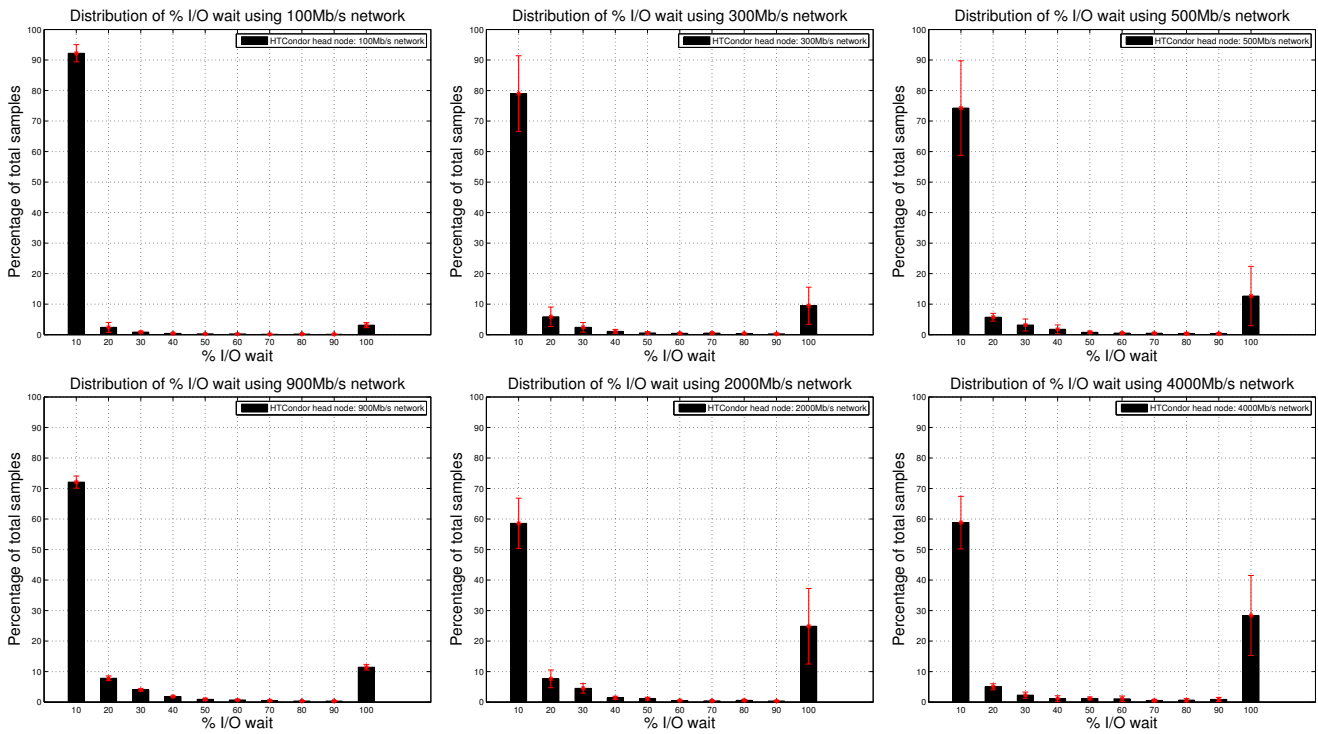 Distribution of % I/O wait using 100Mb/s network
HTCondor head node: 100Mb/s network
Percentage of total samples
100
90
80
70
60
50
40
30
20
10
0
10 20 30 40 50 60 70 80 90 100
% I/O wait
Distribution of % I/O wait using 300Mb/s network
HTCondor head node: 300Mb/s network
Percentage of total samples
100
90
80
70
60
50
40
30
20
10
0
10 20 30 40 50 60 70 80 90 100
% I/O wait
Distribution of % I/O wait using 500Mb/s network
HTCondor head node: 500Mb/s network
Percentage of total samples
100
90
80
70
60
50
40
30
20
10
0
10 20 30 40 50 60 70 80 90 100
% I/O wait
Distribution of % I/O wait using 900Mb/s network
HTCondor head node: 900Mb/s network
Percentage of total samples
100
90
80
70
60
50
40
30
20
10
0
10 20 30 40 50 60 70 80 90 100
% I/O wait
Distribution of % I/O wait using 2000Mb/s network
HTCondor head node: 2000Mb/s network
Percentage of total samples
100
90
80
70
60
50
40
30
20
10
0
10 20 30 40 50 60 70 80 90 100
% I/O wait
Distribution of % I/O wait using 4000Mb/s network
HTCondor head node: 4000Mb/s network
Percentage of total samples
100
90
80
70
60
50
40
30
20
10
0
10 20 30 40 50 60 70 80 90 100
% I/O wait